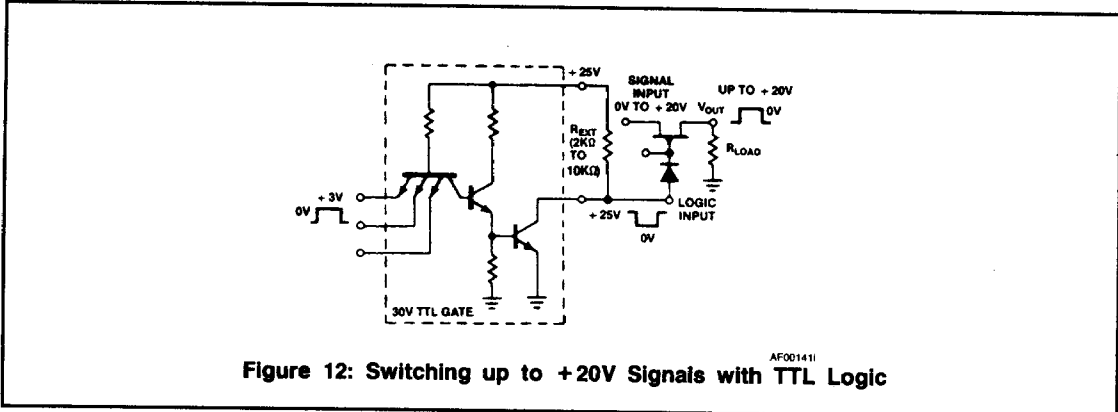 + 25V
SIGNAL
INPUT
0V TO + 20V
VOUT
UP TO + 20V
0V
REXT
(2KΩ
TO
10KΩ)
RLOAD
+ 3V
0V
+ 25V
LOGIC
INPUT
0V
30V TTL GATE
AF00141I
Figure 12: Switching up to +20V Signals with TTL Logic